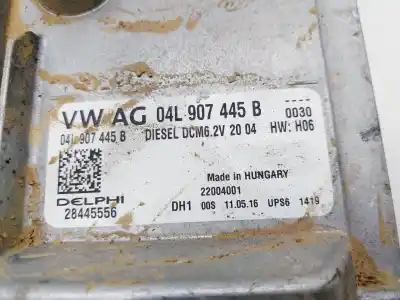 VW AG 04L 907 445 B ----
0030
04L 907 445 B DIESEL DCM6.2V 20 04 HW: H06
Made in HUNGARY
22004001
DELPHI
28445556 DH1 00S 11.05.16 UPS6 1419